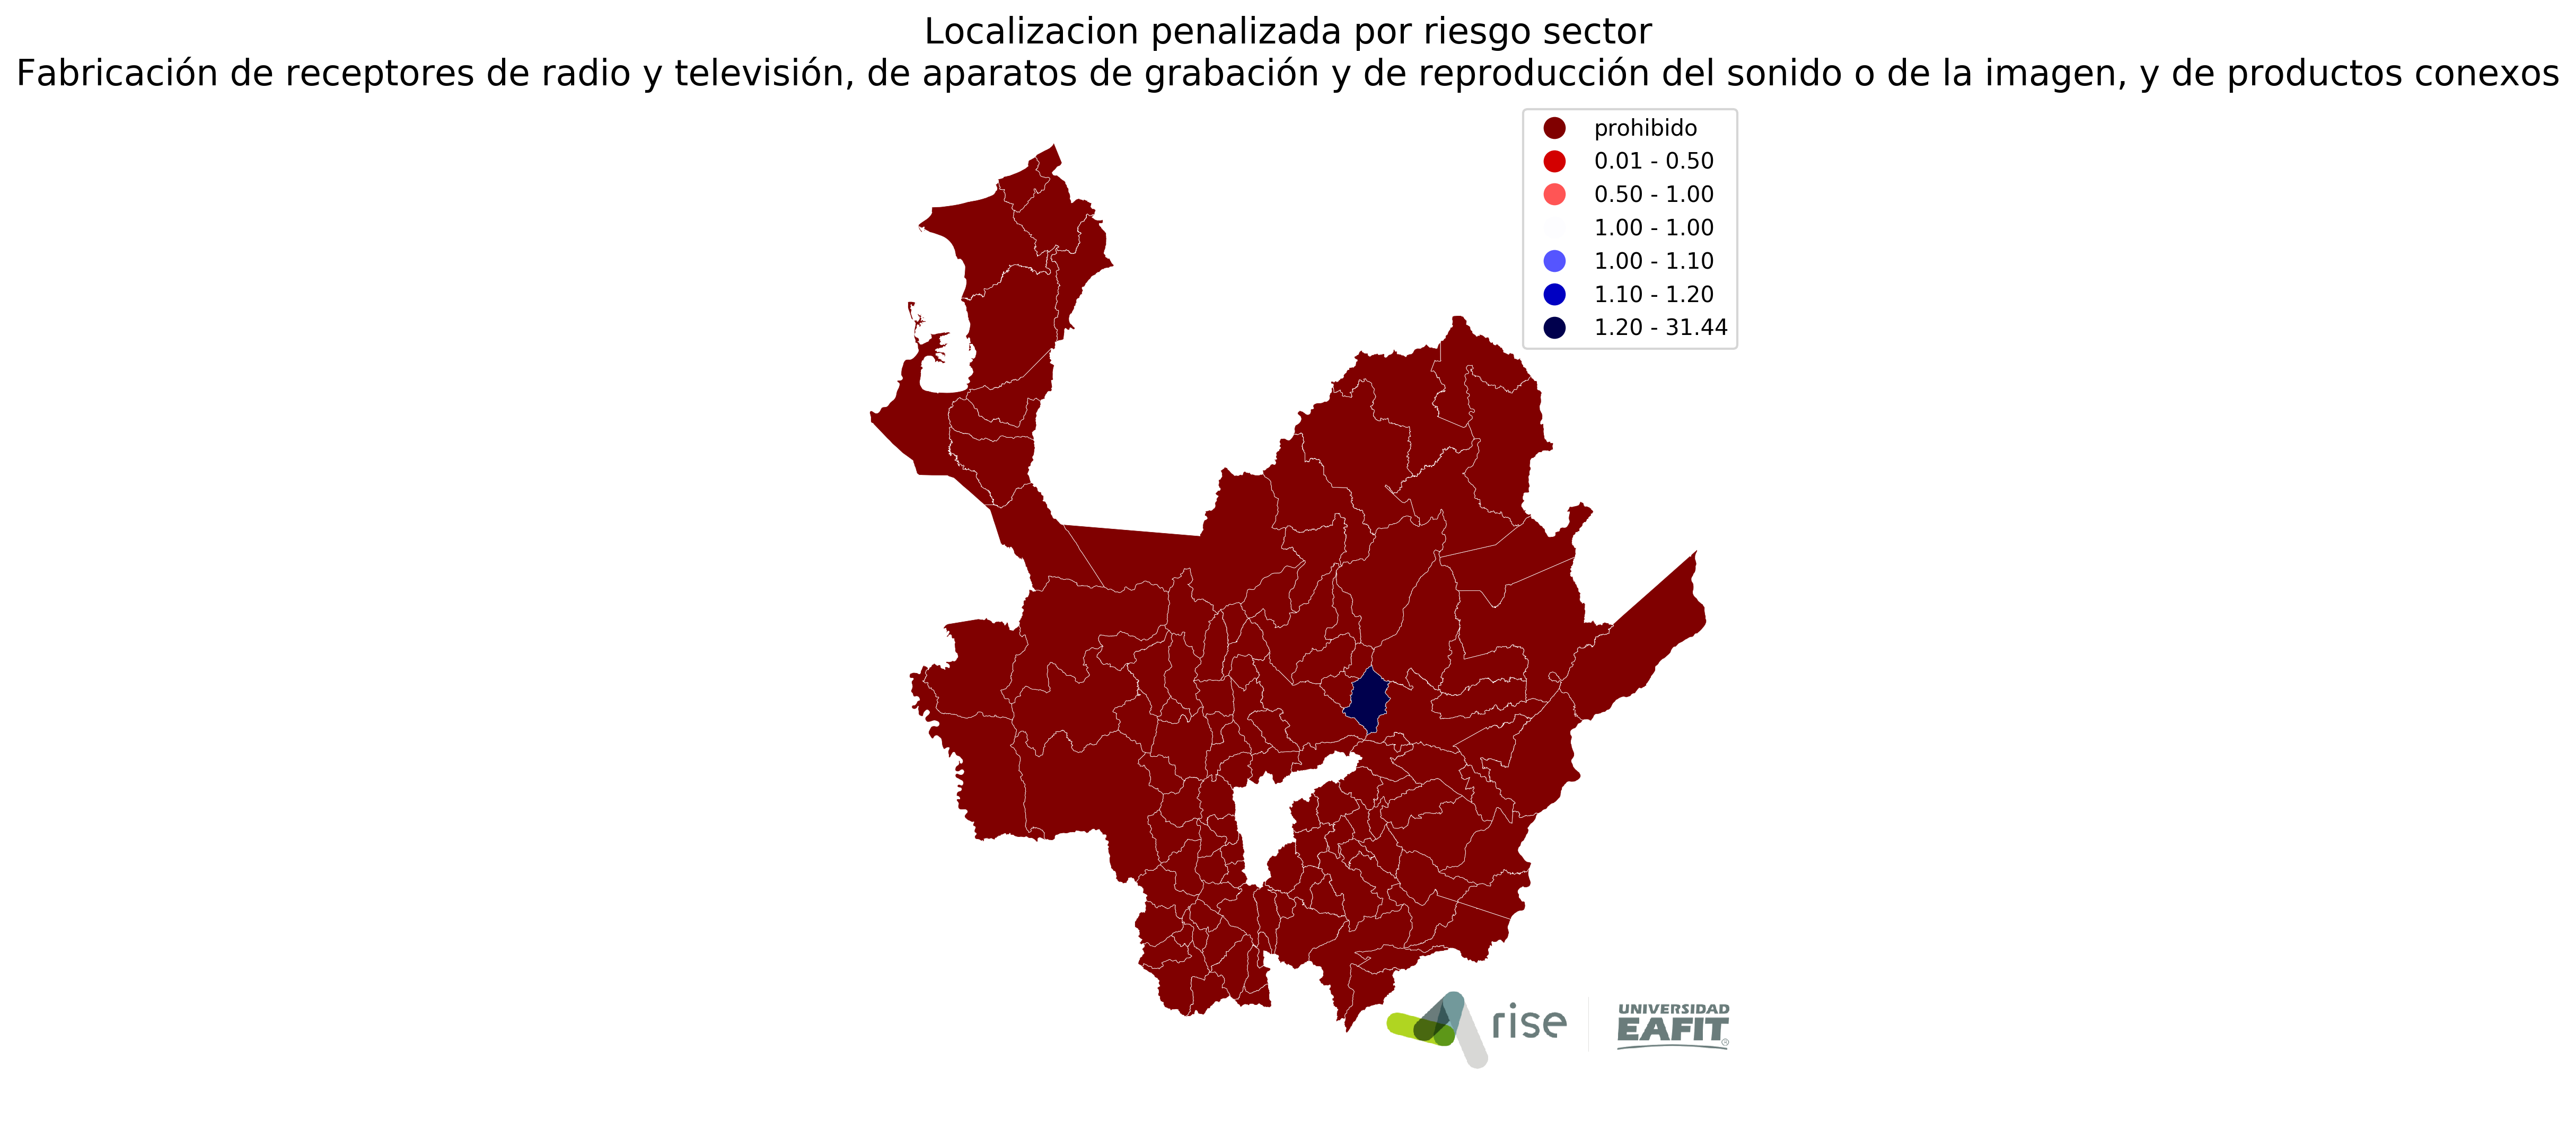 Localizacion penalizada por riesgo sector
Fabricación de receptores de radio y televisión, de aparatos de grabación y de reproducción del sonido o de la imagen, y de productos conexos
prohibido
0.01 - 0.50
0.50 - 1.00
1.00 - 1.00
1.00 - 1.10
1.10 - 1.20
1.20 - 31.44
rise
UNIVERSIDAD
EAFIT